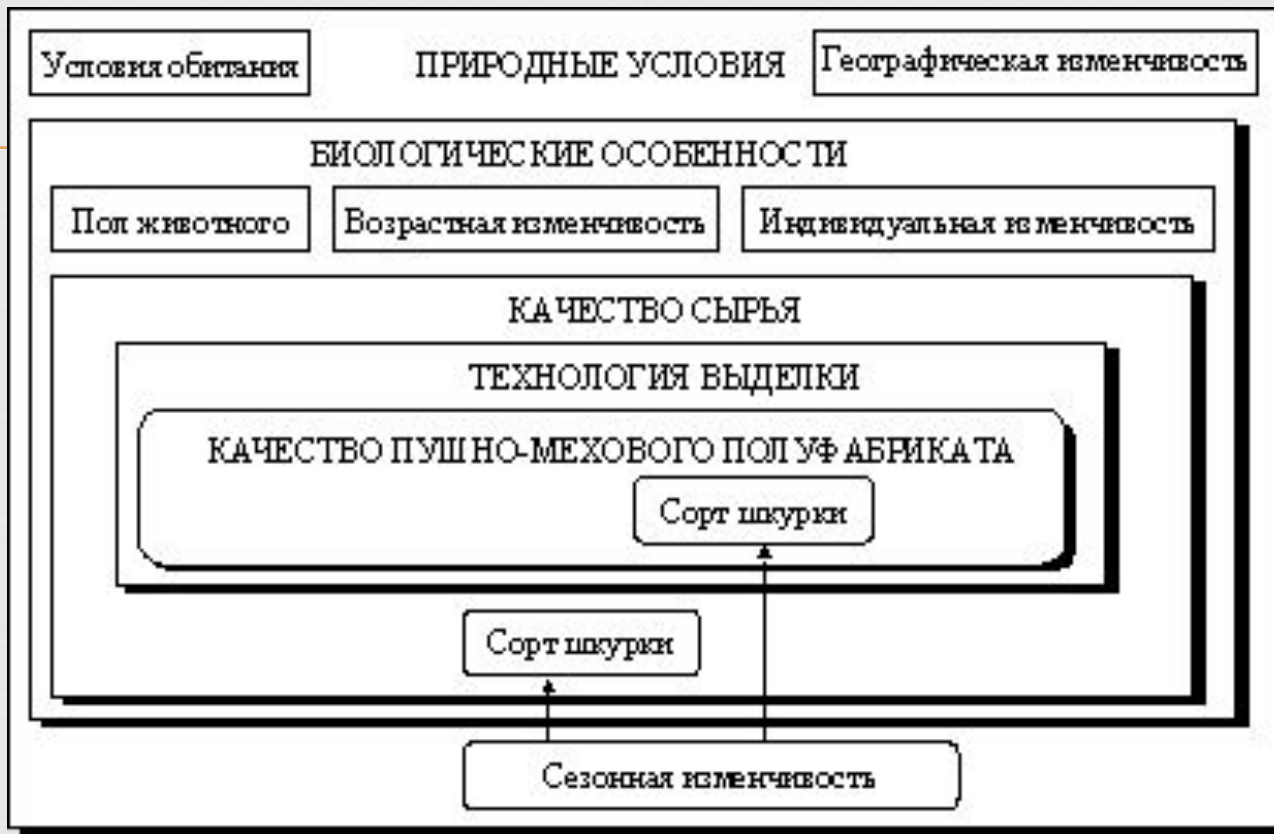 Условия обитания
ПРИРОДНЫЕ УСЛОВИЯ
Географическая изменчивость
БИОЛОГИЧЕСКИЕ ОСОБЕННОСТИ
Пол животного
Возрастная изменчивость
Индивидуальная изменчивость
КАЧЕСТВО СЫРЬЯ
ТЕХНОЛОГИЯ ВЫДЕЛКИ
КАЧЕСТВО ПУШНО-МЕХОВОГО ПОЛУФАБРИКАТА
Сорт шкурки
Сорт шкурки
Сезонная изменчивость